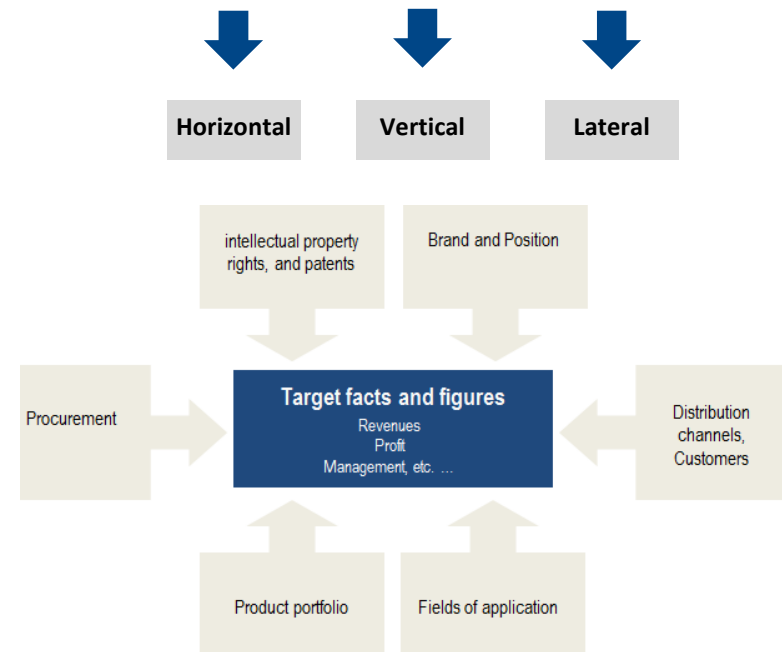 Horizontal
Vertical
Lateral
intellectual property
rights, and patents
Brand and Position
Procurement
Target facts and figures
Revenues
Profit
Management, etc. ...
Distribution
channels,
Customers
Product portfolio
Fields of application